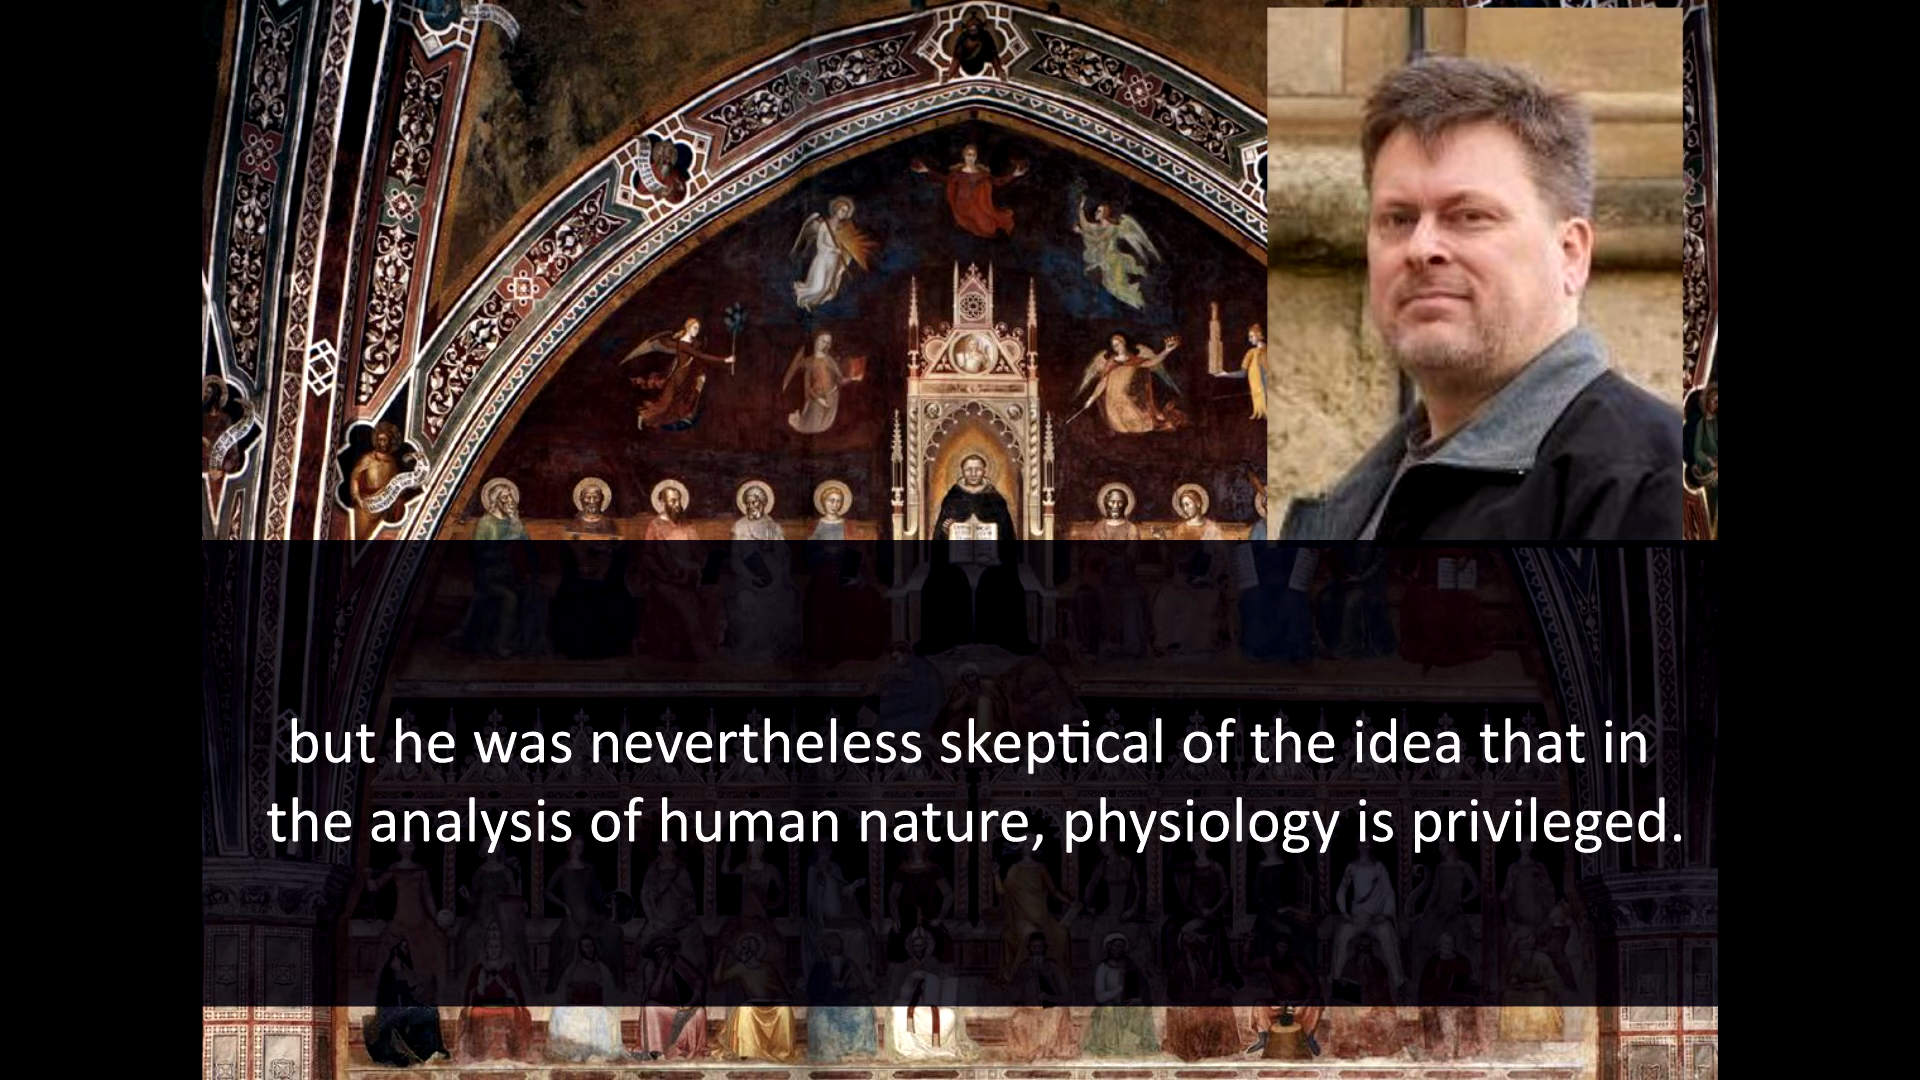 but he was nevertheless skeptical of the idea that in
the analysis of human nature, physiology is privileged.